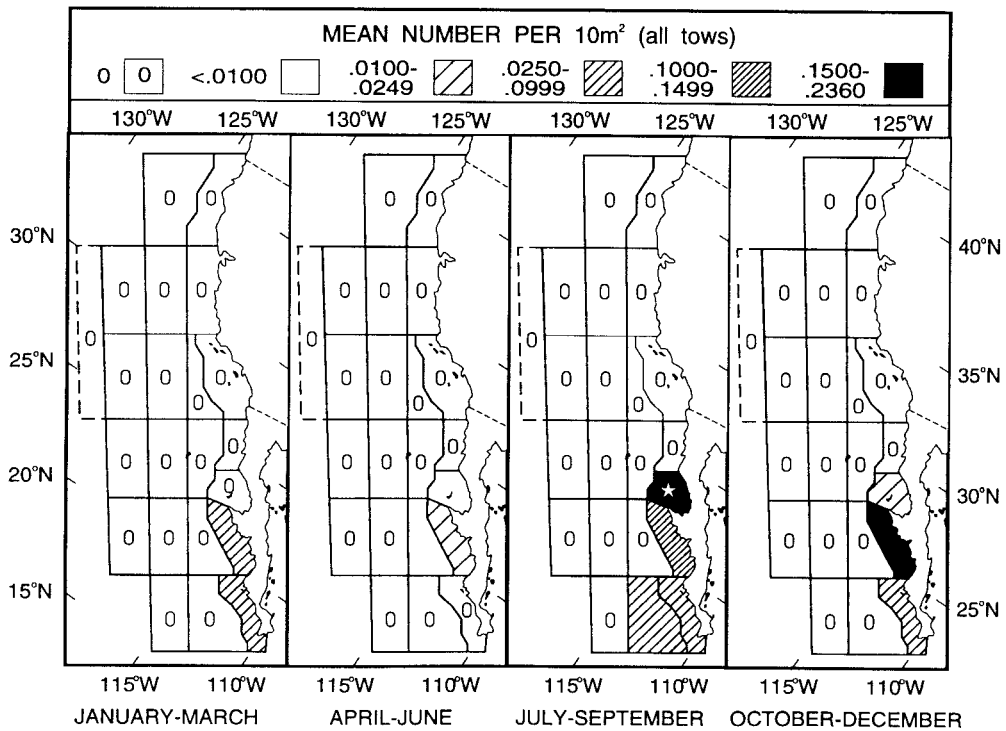 MEAN NUMBER PER 10m² (all tows)
0 0 <.0100 .0100-.0249 .0250-.0999 .1000-.1499 .1500-.2360
130°W 125°W 130°W 125°W 130°W 125°W 130°W 125°W
0 0 0 0 0 0 0 0
30°N 40°N
0 0 0 0 0 0 0 0 0 0 0 0
0 0 0 0
25°N 35°N
0 0 0 0 0 0 0 0 0 0 0 0
0 0 0 0
0 0 0 0
0 0 0 0 0 0 0 0 0 0 0 0
20°N 0 30°N
0 0 0 0 0 0 0 0 0 0 0
15°N 25°N
0 0 0 0 0 0 0 0
115°W 110°W 115°W 110°W 115°W 110°W 115°W 110°W
JANUARY-MARCH APRIL-JUNE JULY-SEPTEMBER OCTOBER-DECEMBER